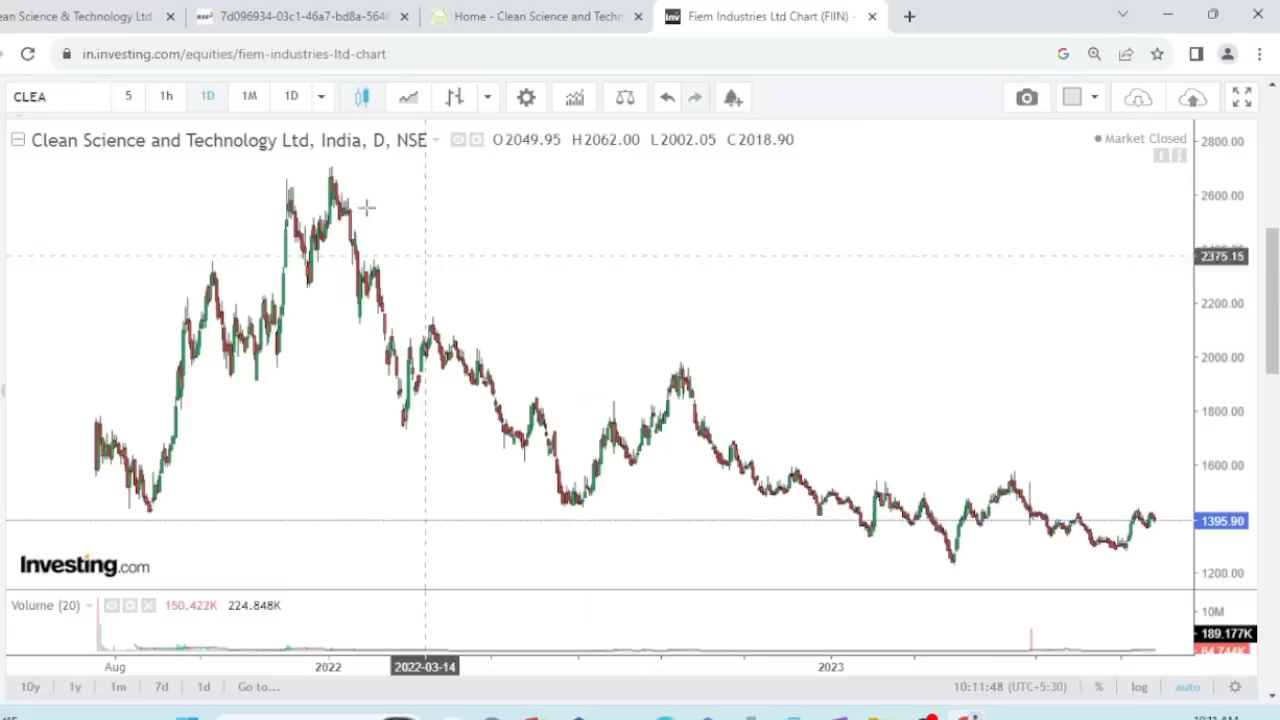 ean Science & Technology Ltd
7d096934-03c1-46a7-bd8a-564
Home - Clean Science and Techn
Inv Fiem Industries Ltd Chart (FIIN) -
in.investing.com/equities/fiem-industries-ltd-chart
CLEA 5 1h 1D 1M 1D
Clean Science and Technology Ltd, India, D, NSE O2049.95 H2062.00 L2002.05 C2018.90
Market Closed
2800.00
2600.00
2375.15
2200.00
2000.00
1800.00
1600.00
1395.90
1200.00
Investing.com
Volume (20) 150.422K 224.848K
10M
189.177K
64.744K
Aug 2022 2022-03-14 2023
10y 1y 1m 7d 1d Go to... 10:11:48 (UTC+5:30) % log auto